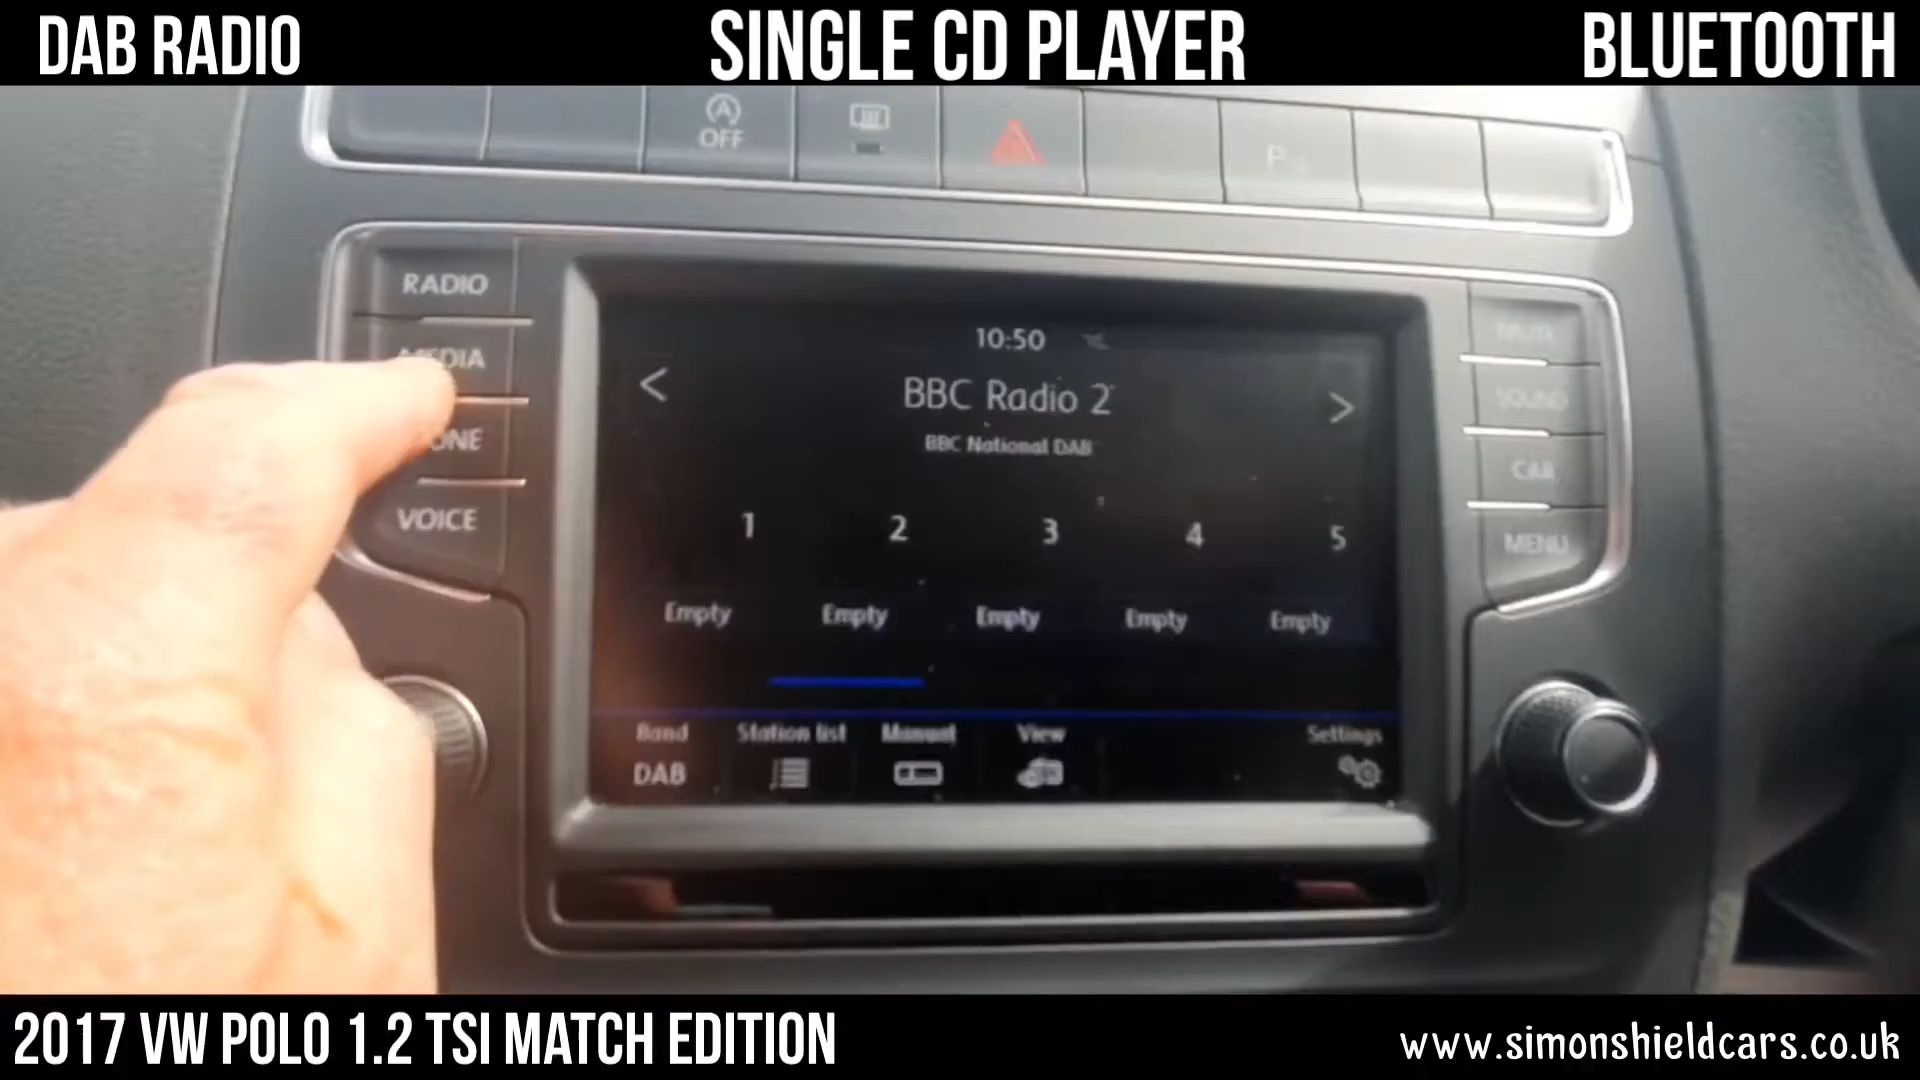 DAB RADIO
SINGLE CD PLAYER
BLUETOOTH
A
OFF
P
RADIO
MEDIA
VOICE
10:50
BBC Radio 2
BBC National DAB
1 2 3 4 5
Empty Empty Empty Empty Empty
Band Station list Manual View Settings
DAB
SOUND
CAR
MENU
2017 VW POLO 1.2 TSI MATCH EDITION
www.simonshieldcars.co.uk